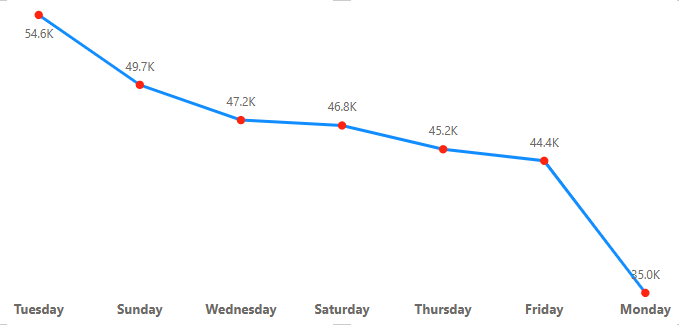 54.6K
49.7K
47.2K
46.8K
45.2K
44.4K
35.0K
Tuesday Sunday Wednesday Saturday Thursday Friday Monday